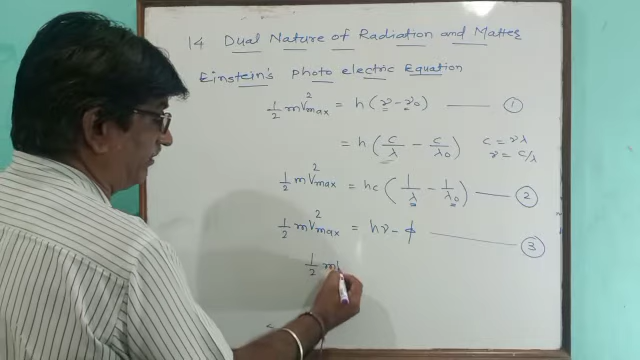 14 Dual Nature of Radiation and Matter
Einstein's photo electric Equation
1/2 mV²max = h(ν - ν₀) —— ①
= h(c/λ - c/λ₀) c = νλ
ν = c/λ
1/2 mV²max = hc(1/λ - 1/λ₀) —— ②
1/2 mV²max = hν - ϕ —— ③
1/2 m